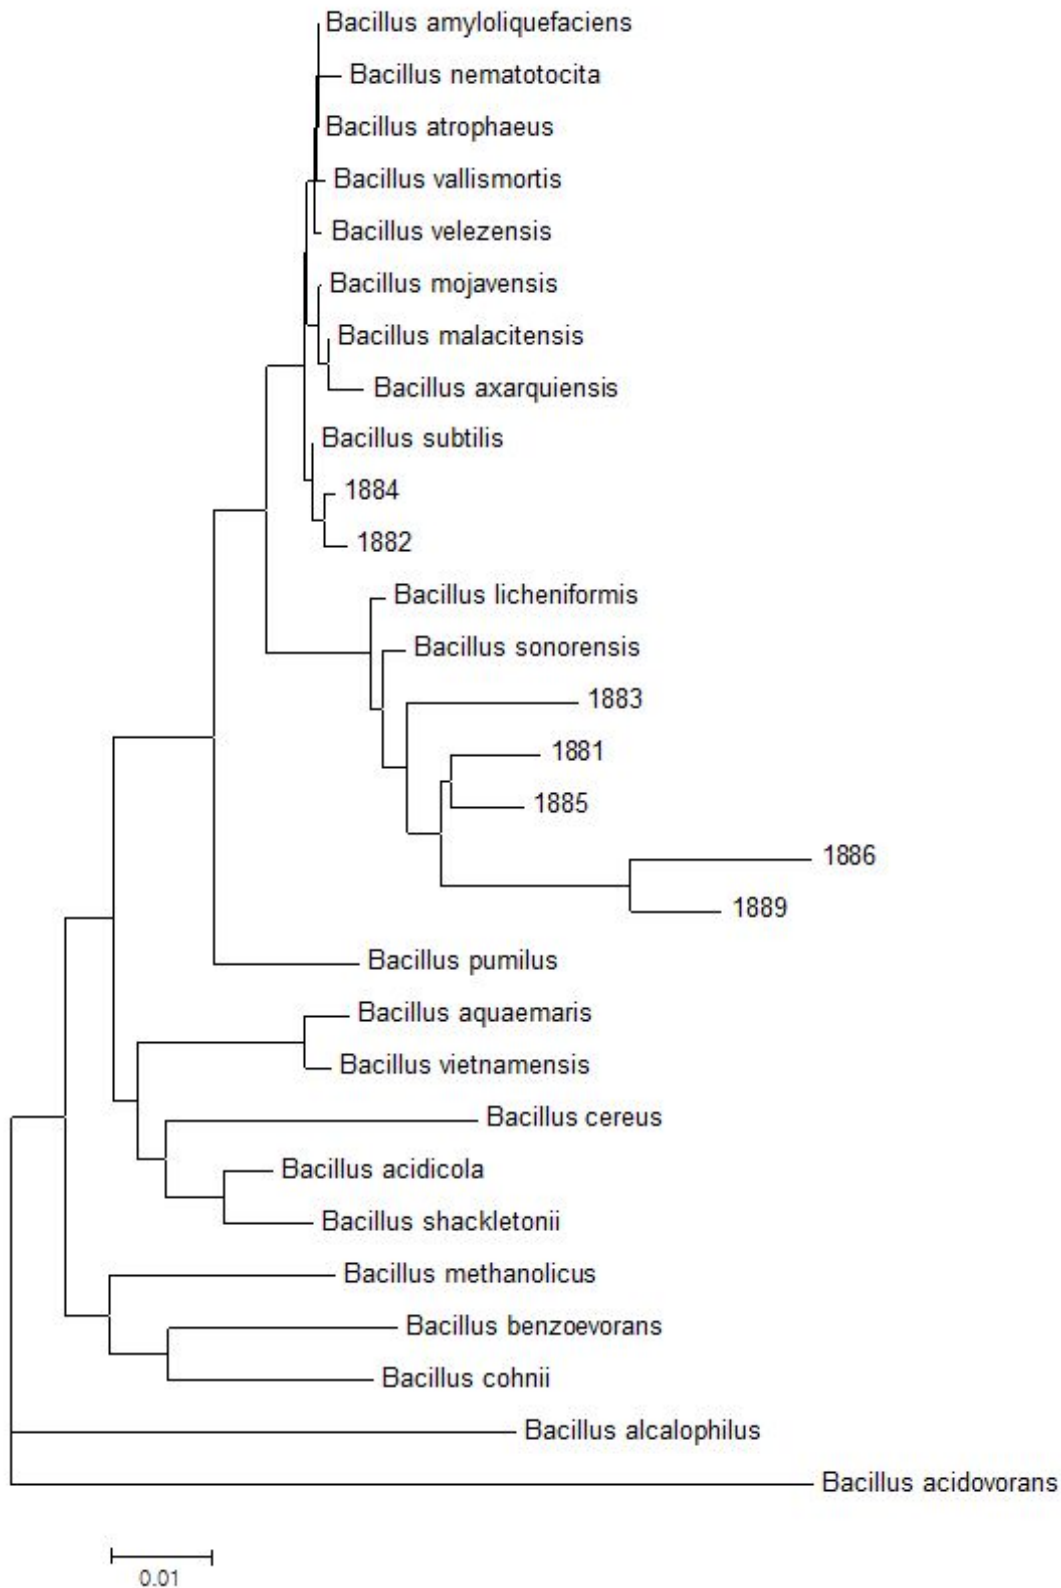 Bacillus amyloliquefaciens
Bacillus nematotocita
Bacillus atrophaeus
Bacillus vallismortis
Bacillus velezensis
Bacillus mojavensis
Bacillus malacitensis
Bacillus axarquiensis
Bacillus subtilis
1884
1882
Bacillus licheniformis
Bacillus sonorensis
1883
1881
1885
1886
1889
Bacillus pumilus
Bacillus aquaemaris
Bacillus vietnamensis
Bacillus cereus
Bacillus acidicola
Bacillus shackletonii
Bacillus methanolicus
Bacillus benzoevorans
Bacillus cohnii
Bacillus alcalophilus
Bacillus acidovorans
0.01